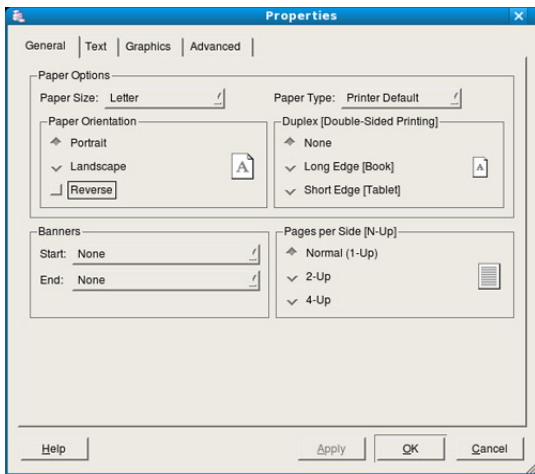 Properties
General Text Graphics Advanced
Paper Options
Paper Size: Letter Paper Type: Printer Default
Paper Orientation
Portrait
Landscape
Reverse
A
Duplex [Double-Sided Printing]
None
Long Edge [Book]
Short Edge [Tablet]
A
Banners
Start: None
End: None
Pages per Side [N-Up]
Normal (1-Up)
2-Up
4-Up
Help Apply OK Cancel